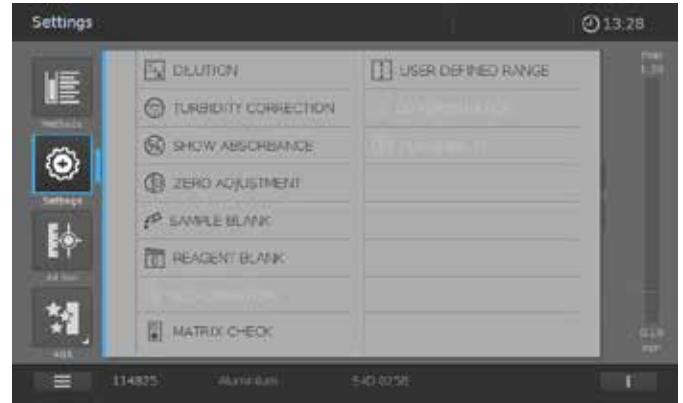 Settings
13:28
DILUTION
USER DEFINED RANGE
TURBIDITY CORRECTION
SHOW ABSORBANCE
ZERO ADJUSTMENT
SAMPLE BLANK
REAGENT BLANK
MATRIX CHECK
Methods
Settings
AQA
114825
Aluminium